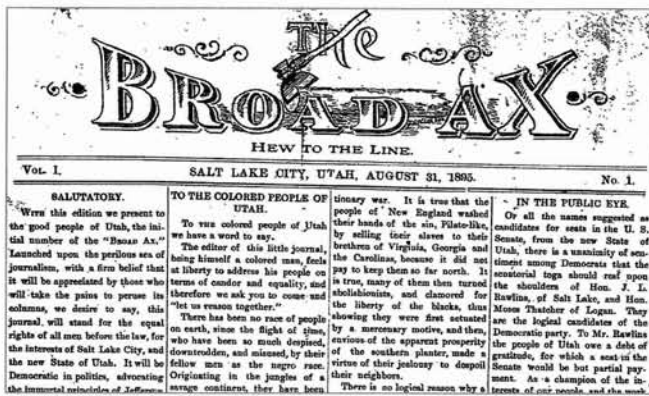 The
BROAD AX
HEW TO THE LINE.
VOL. I. SALT LAKE CITY, UTAH, AUGUST 31, 1895. No. 1.
SALUTATORY.
WITH this edition we present to
the good people of Utah, the ini-
tial number of the "BROAD AX."
Launched upon the perilous sea of
journalism, with a firm belief that
it will be appreciated by those who
will take the pains to peruse its
columns, we desire to say, this
journal will stand for the equal
rights of all men before the law, for
the interests of Salt Lake City, and
the new State of Utah. It will be
Democratic in politics, advocating
the immortal principles of Jefferson
TO THE COLORED PEOPLE OF
UTAH.
To THE colored people of Utah
we have a word to say.
The editor of this little journal,
being himself a colored man, feels
at liberty to address his people on
terms of candor and equality, and
therefore we ask you to come and
"let us reason together."
There has been no race of people
on earth, since the flight of time,
who have been so much despised,
downtrodden, and misused, by their
fellow men as the negro race.
Originating in the jungles of a
savage continent, they have been
tionary war. It is true that the
people of New England washed
their hands of the sin, Pilate-like,
by selling their slaves to their
brethren of Virginia, Georgia and
the Carolinas, because it did not
pay to keep them so far north. It
is true, many of them then turned
abolitionists, and clamored for
the liberty of the blacks, thus
showing they were first actuated
by a mercenary motive, and then,
envious of the apparent prosperity
of the southern planter, made a
virtue of their jealousy to despoil
their neighbors.
There is no logical reason why a
IN THE PUBLIC EYE.
OF all the names suggested as
candidates for seats in the U. S.
Senate, from the new State of
Utah, there is a unanimity of sen-
timent among Democrats that the
senatorial toga should rest upon
the shoulders of Hon. J. L.
Rawlins, of Salt Lake, and Hon.
Moses Thatcher of Logan. They
are the logical candidates of the
Democratic party. To Mr. Rawlins
the people of Utah owe a debt of
gratitude, for which a seat in the
Senate would be but partial pay-
ment. As a champion of the in-
terests of our people, and the work